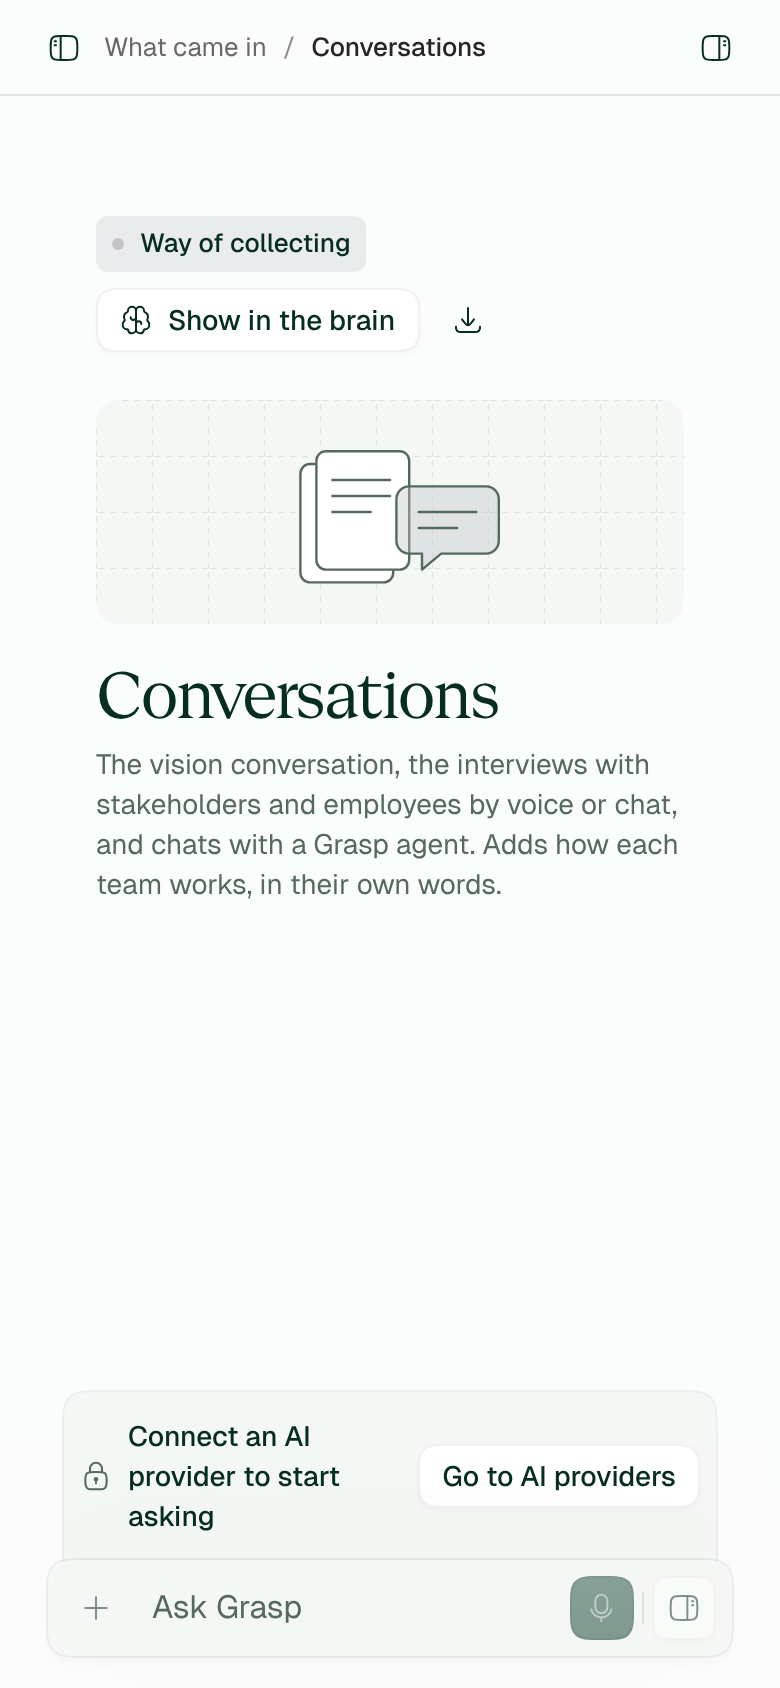 What came in / Conversations
Way of collecting
Show in the brain
Conversations
The vision conversation, the interviews with
stakeholders and employees by voice or chat,
and chats with a Grasp agent. Adds how each
team works, in their own words.
Connect an AI
provider to start
asking
Go to AI providers
Ask Grasp